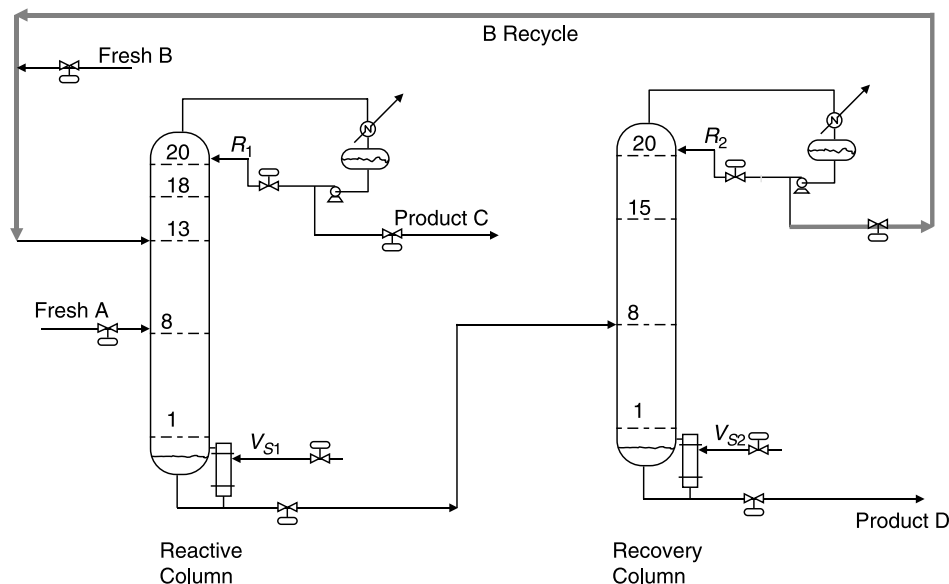 B Recycle
Fresh B
R1
20
18
13
Product C
Fresh A
8
1
VS1
Reactive
Column
R2
20
15
8
1
VS2
Product D
Recovery
Column